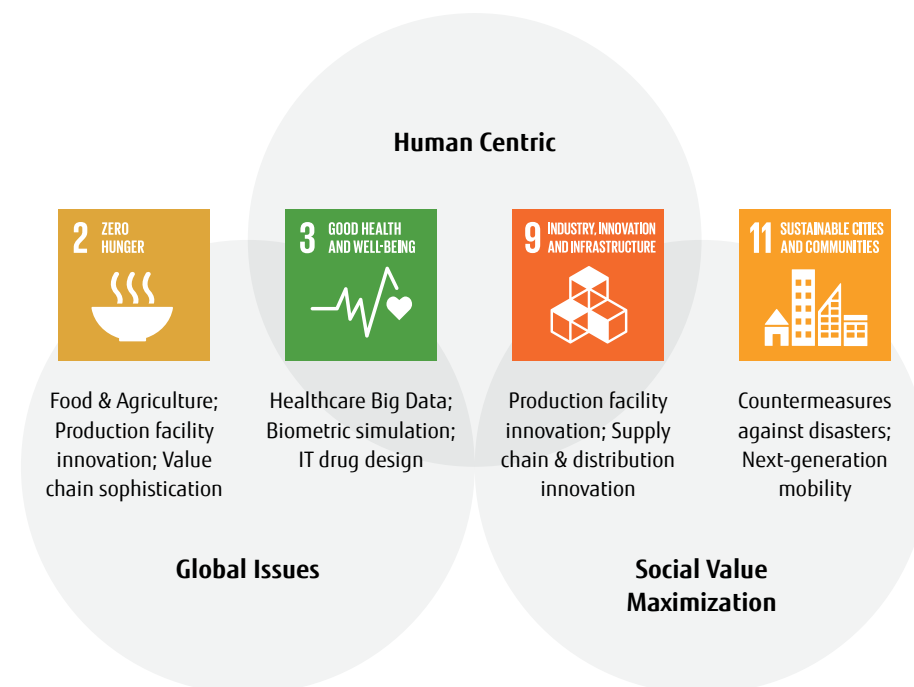 Human Centric
2 ZERO
HUNGER
3 GOOD HEALTH
AND WELL-BEING
9 INDUSTRY, INNOVATION
AND INFRASTRUCTURE
11 SUSTAINABLE CITIES
AND COMMUNITIES
Food & Agriculture;
Production facility
innovation; Value
chain sophistication
Healthcare Big Data;
Biometric simulation;
IT drug design
Production facility
innovation; Supply
chain & distribution
innovation
Countermeasures
against disasters;
Next-generation
mobility
Global Issues
Social Value
Maximization